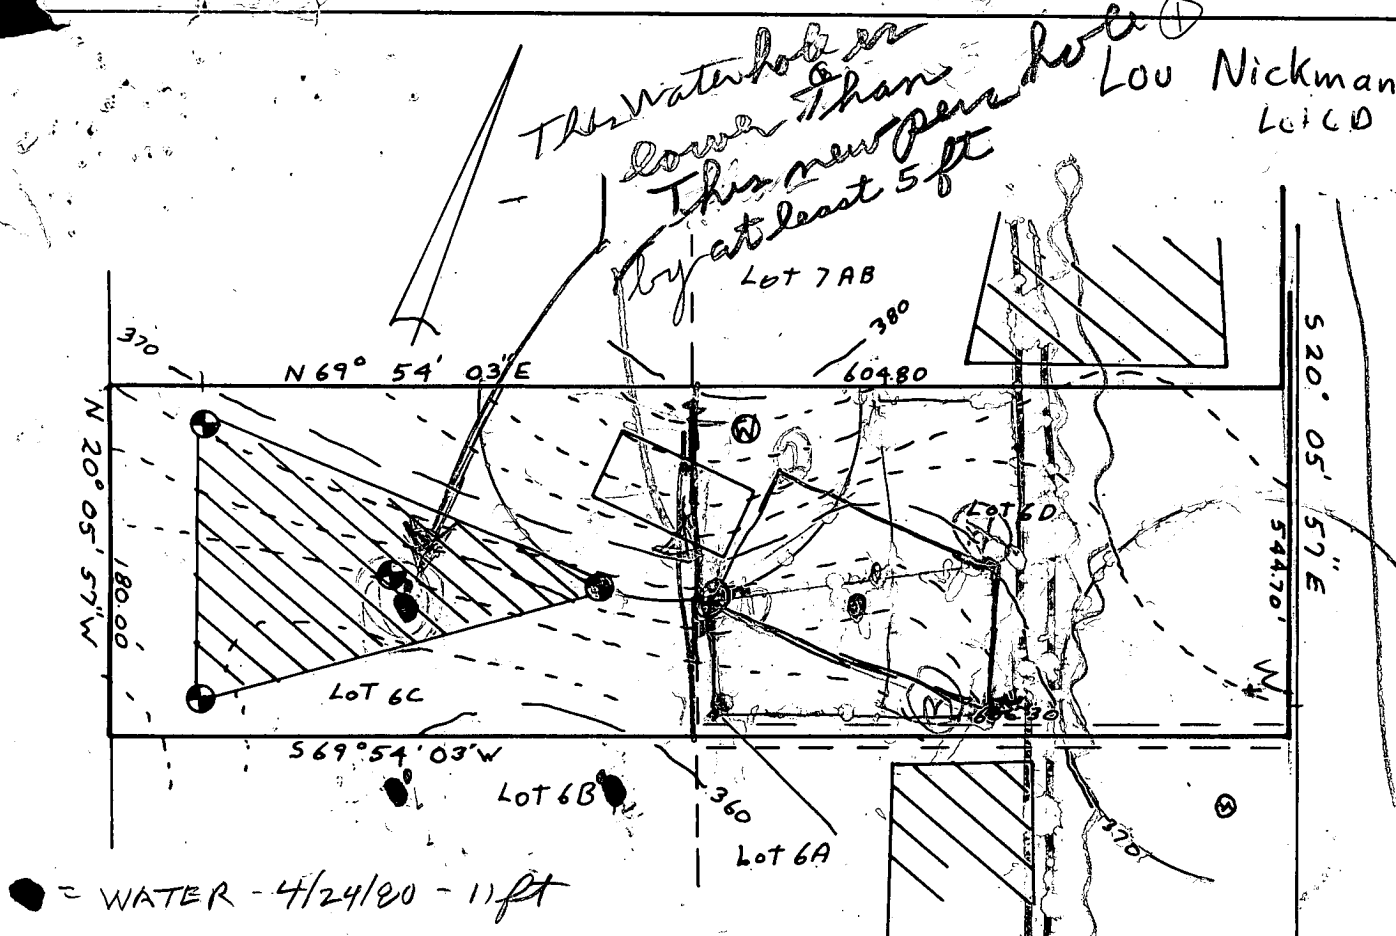 This Water hole is
lower Than
This new perc hole ①
by at least 5 ft
Lou Nickman
Lot 6D
LOT 7AB
380
370
N 69° 54' 03" E
604.80
S 20° 05' 57" E
544.70'
N 20° 05' 57" W
180.00
W
LOT 6D
LOT 6C
S 69° 54' 03" W
LOT 6B
360
LOT 6A
370
= WATER - 4/24/80 - 11 ft